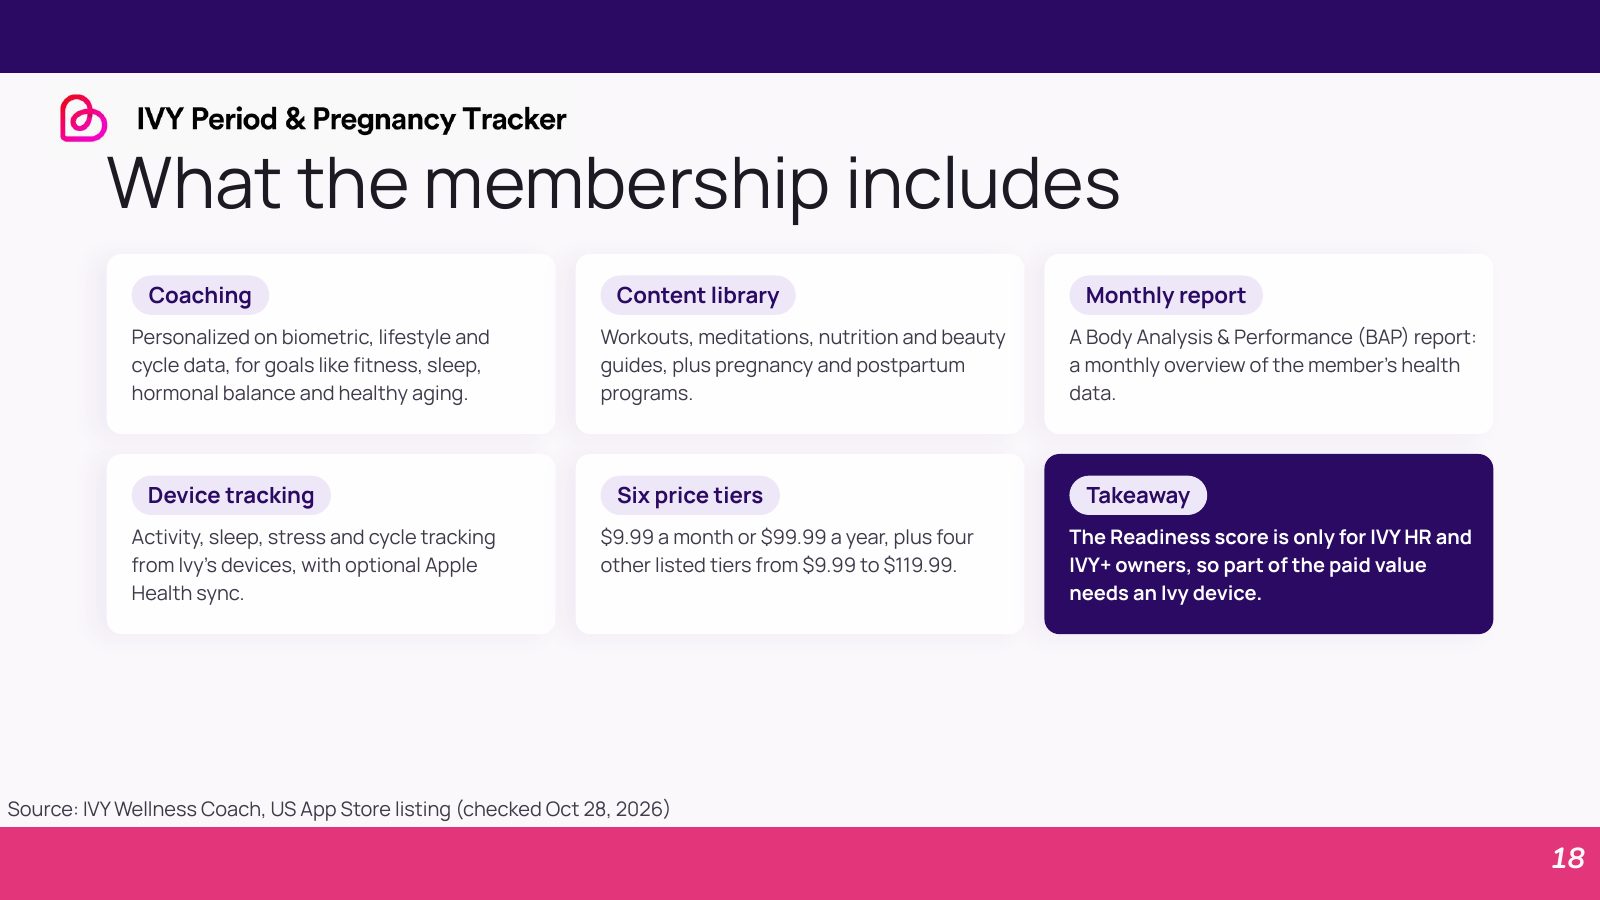 IVY Period & Pregnancy Tracker
What the membership includes
Coaching
Personalized on biometric, lifestyle and
cycle data, for goals like fitness, sleep,
hormonal balance and healthy aging.
Content library
Workouts, meditations, nutrition and beauty
guides, plus pregnancy and postpartum
programs.
Monthly report
A Body Analysis & Performance (BAP) report:
a monthly overview of the member’s health
data.
Device tracking
Activity, sleep, stress and cycle tracking
from Ivy’s devices, with optional Apple
Health sync.
Six price tiers
$9.99 a month or $99.99 a year, plus four
other listed tiers from $9.99 to $119.99.
Takeaway
The Readiness score is only for IVY HR and
IVY+ owners, so part of the paid value
needs an Ivy device.
Source: IVY Wellness Coach, US App Store listing (checked Oct 28, 2026)
18